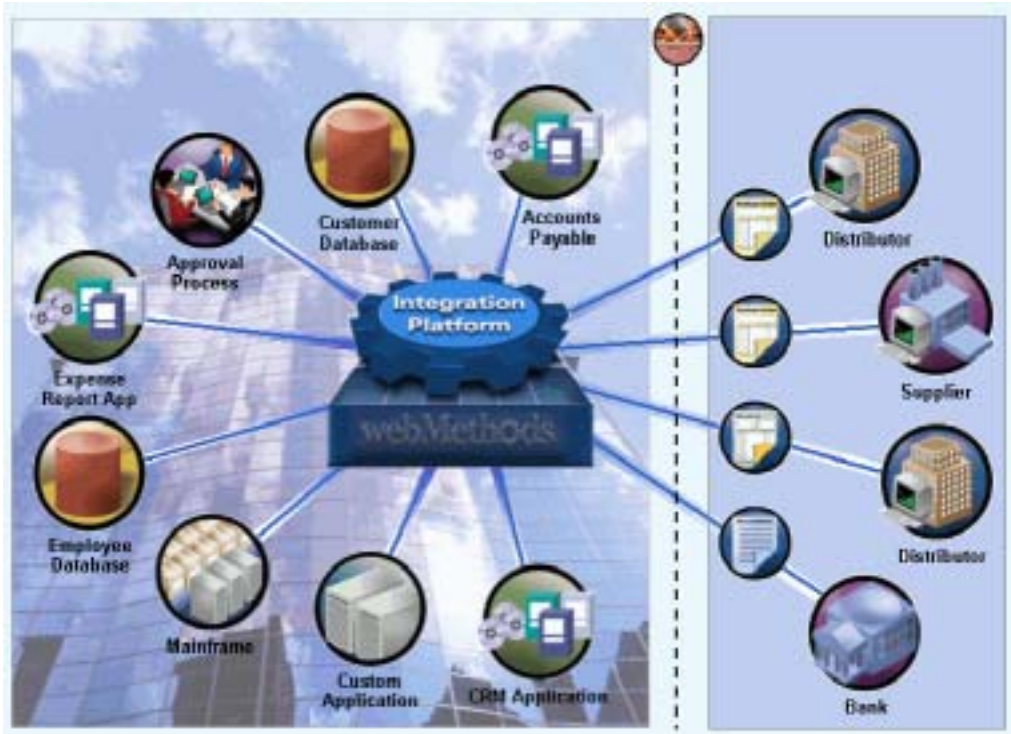 Customer
Database
Accounts
Payable
Approval
Process
Distributor
Integration
Platform
Expense
Report App
Supplier
webMethods
Employee
Database
Distributor
Mainframe
Custom
Application
CRM Application
Bank